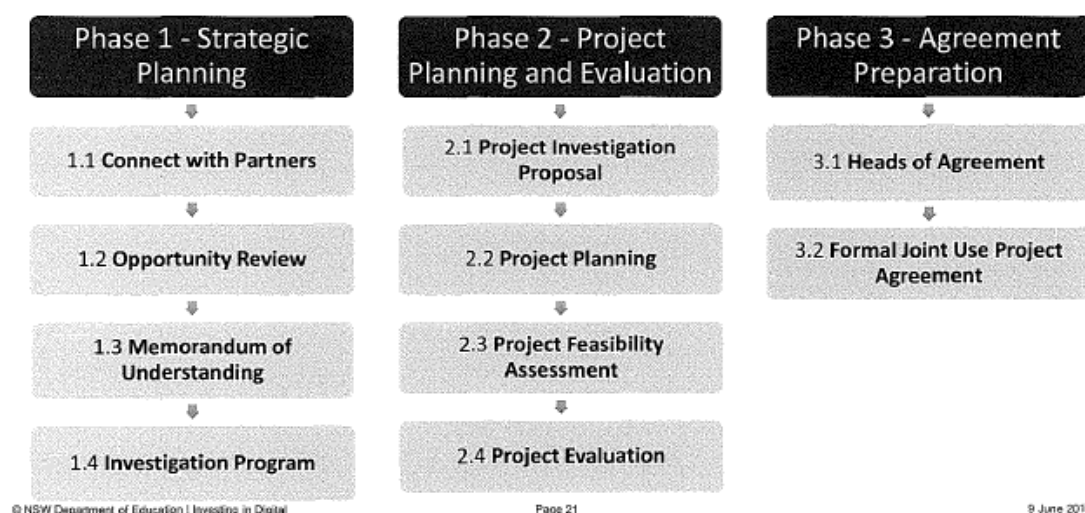 Phase 1 - Strategic
Planning
1.1 Connect with Partners
1.2 Opportunity Review
1.3 Memorandum of
Understanding
1.4 Investigation Program
Phase 2 - Project
Planning and Evaluation
2.1 Project Investigation
Proposal
2.2 Project Planning
2.3 Project Feasibility
Assessment
2.4 Project Evaluation
Phase 3 - Agreement
Preparation
3.1 Heads of Agreement
3.2 Formal Joint Use Project
Agreement
© NSW Department of Education | Investing in Digital
Page 21
9 June 201